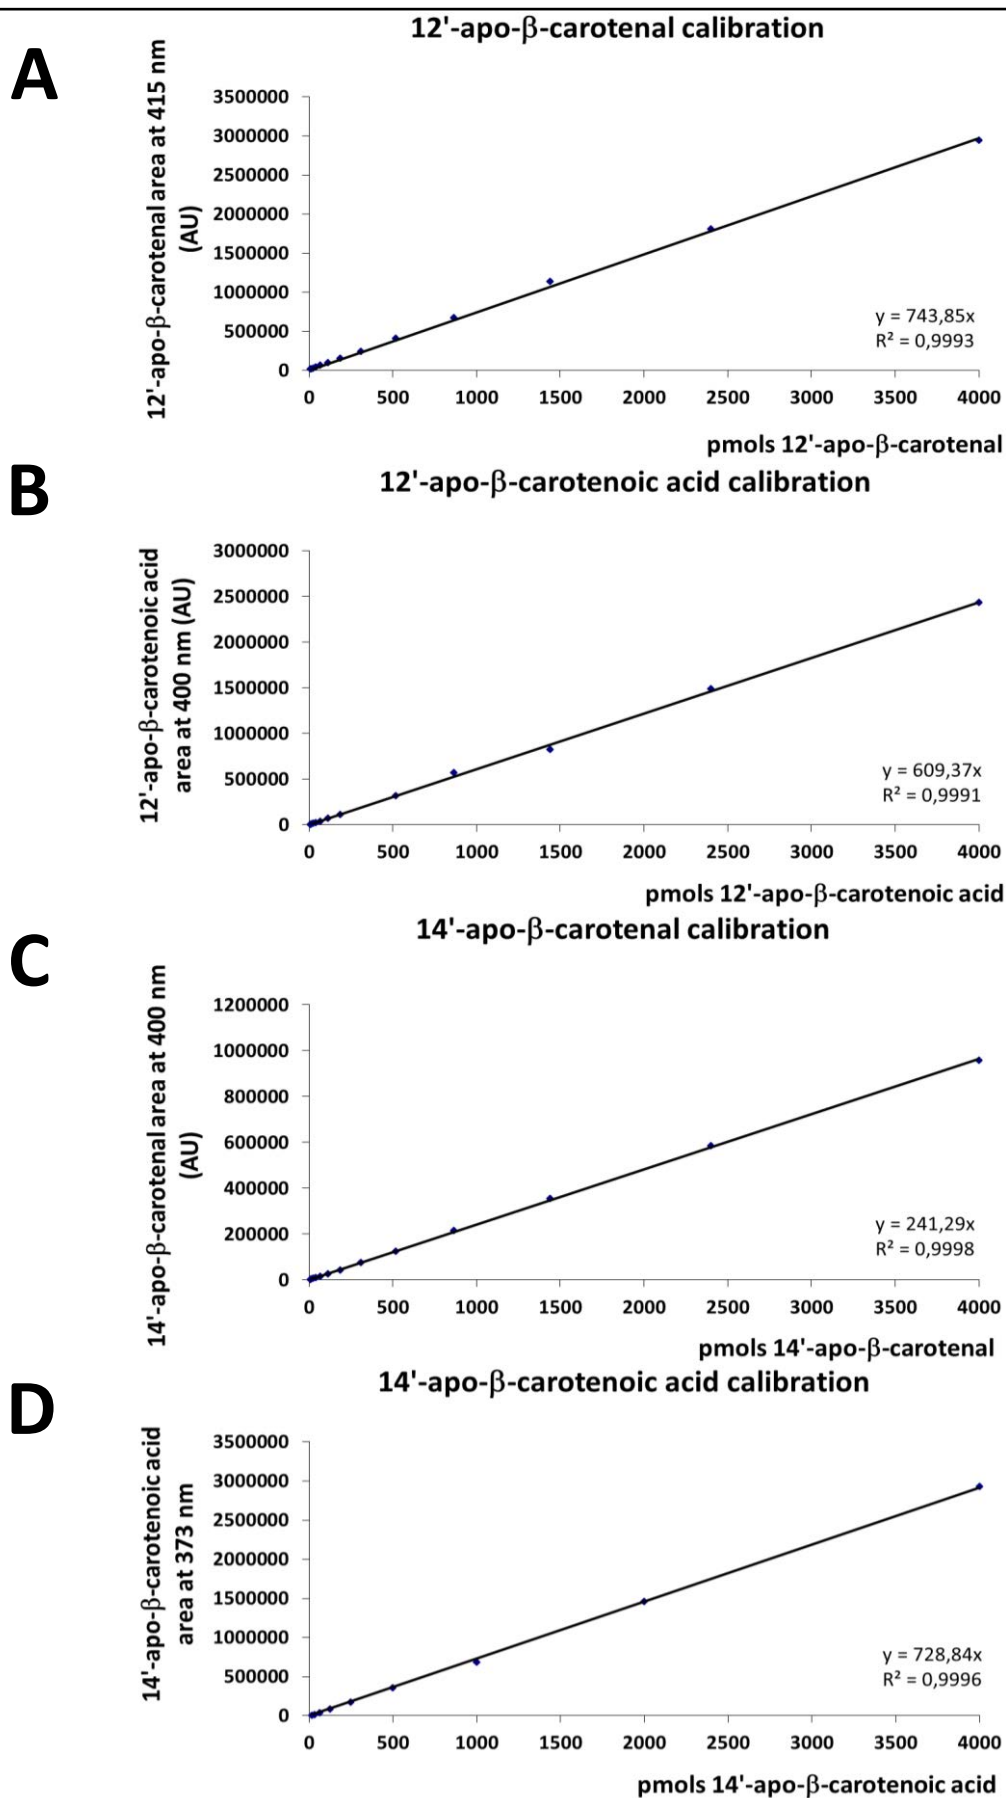 A
12'-apo-β-carotenal calibration
12'-apo-β-carotenal area at 415 nm
(AU)
3500000
3000000
2500000
2000000
1500000
1000000
500000
0
y = 743,85x
R² = 0,9993
0 500 1000 1500 2000 2500 3000 3500 4000
pmols 12'-apo-β-carotenal
B
12'-apo-β-carotenoic acid calibration
12'-apo-β-carotenoic acid
area at 400 nm (AU)
3000000
2500000
2000000
1500000
1000000
500000
0
y = 609,37x
R² = 0,9991
0 500 1000 1500 2000 2500 3000 3500 4000
pmols 12'-apo-β-carotenoic acid
C
14'-apo-β-carotenal calibration
14'-apo-β-carotenal area at 400 nm
(AU)
1200000
1000000
800000
600000
400000
200000
0
y = 241,29x
R² = 0,9998
0 500 1000 1500 2000 2500 3000 3500 4000
pmols 14'-apo-β-carotenal
D
14'-apo-β-carotenoic acid calibration
14'-apo-β-carotenoic acid
area at 373 nm
3500000
3000000
2500000
2000000
1500000
1000000
500000
0
y = 728,84x
R² = 0,9996
0 500 1000 1500 2000 2500 3000 3500 4000
pmols 14'-apo-β-carotenoic acid